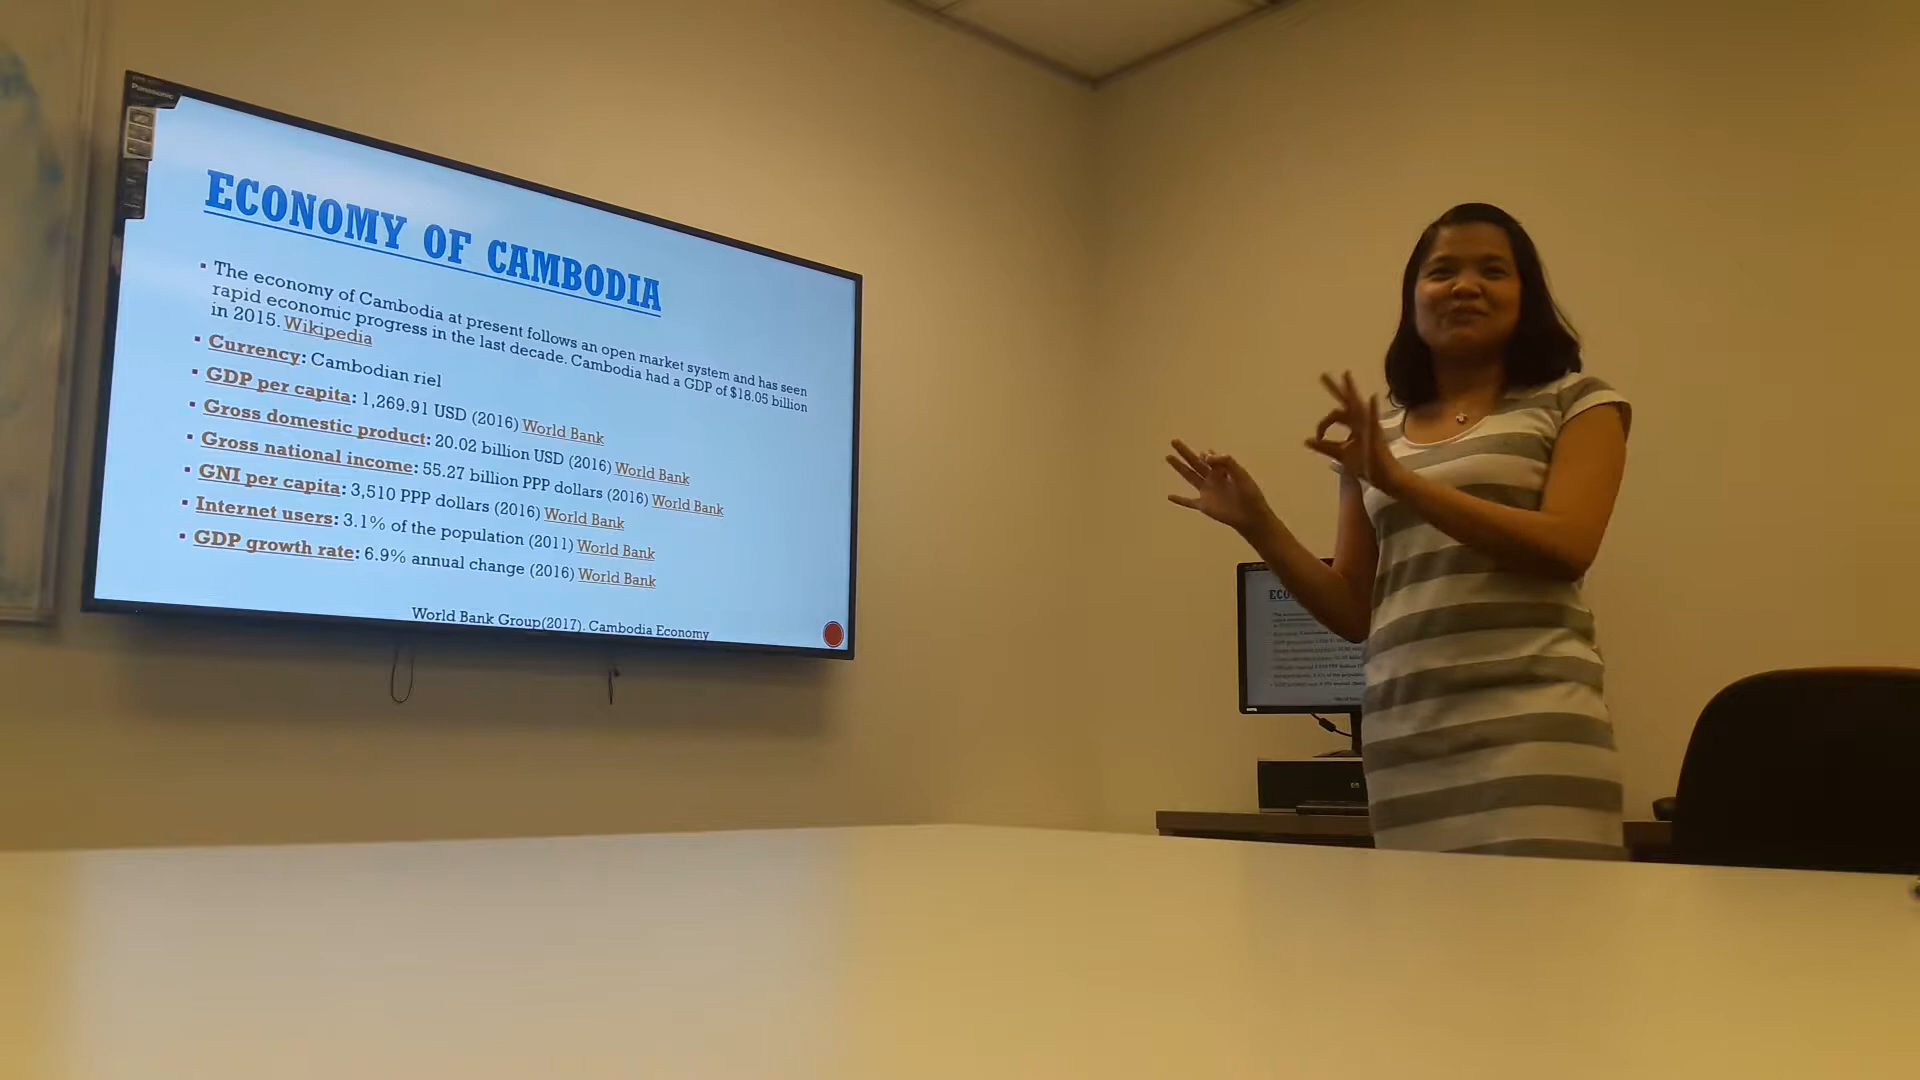 Panasonic
ECONOMY OF CAMBODIA
▪ The economy of Cambodia at present follows an open market system and has seen
rapid economic progress in the last decade. Cambodia had a GDP of $18.05 billion
in 2015. Wikipedia
▪ Currency: Cambodian riel
▪ GDP per capita: 1,269.91 USD (2016) World Bank
▪ Gross domestic product: 20.02 billion USD (2016) World Bank
▪ Gross national income: 55.27 billion PPP dollars (2016) World Bank
▪ GNI per capita: 3,510 PPP dollars (2016) World Bank
▪ Internet users: 3.1% of the population (2011) World Bank
▪ GDP growth rate: 6.9% annual change (2016) World Bank
World Bank Group(2017). Cambodia Economy
ECO
hp